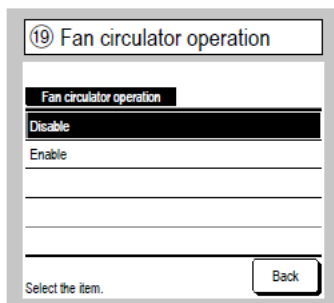 ⑲ Fan circulator operation
Fan circulator operation
Disable
Enable
Back
Select the item.